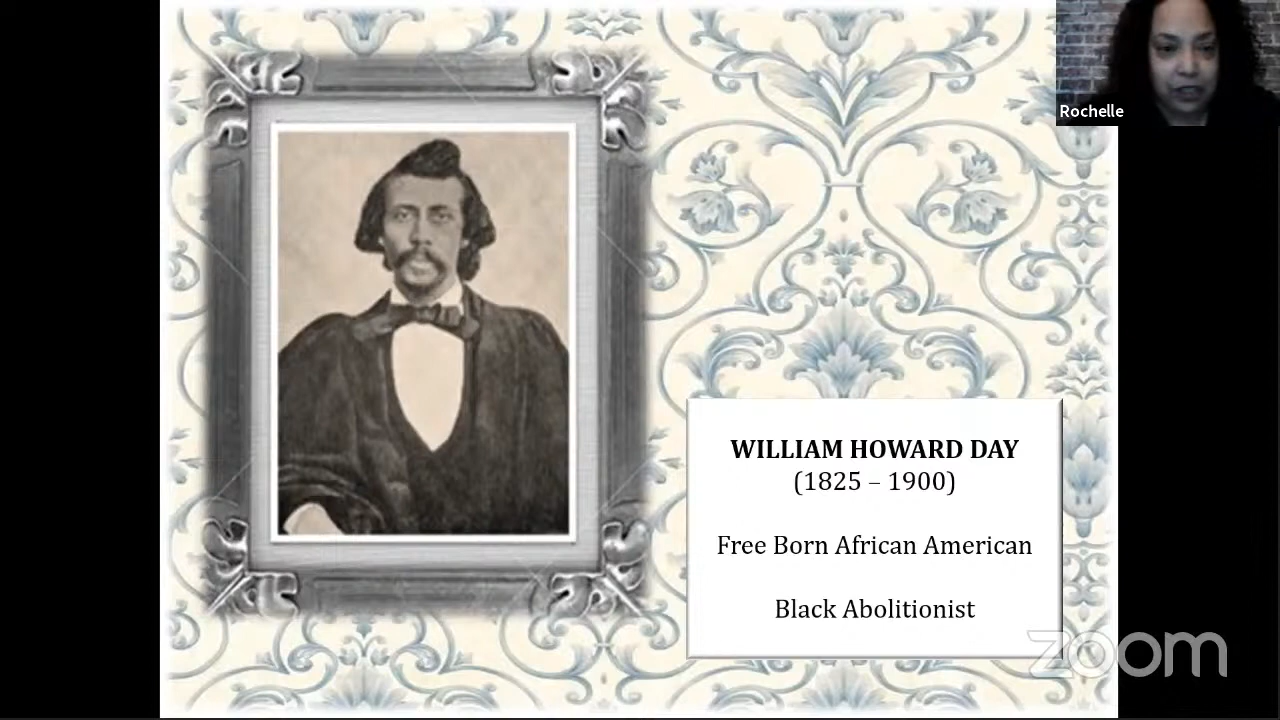 Rochelle
WILLIAM HOWARD DAY
(1825 – 1900)
Free Born African American
Black Abolitionist
zoom